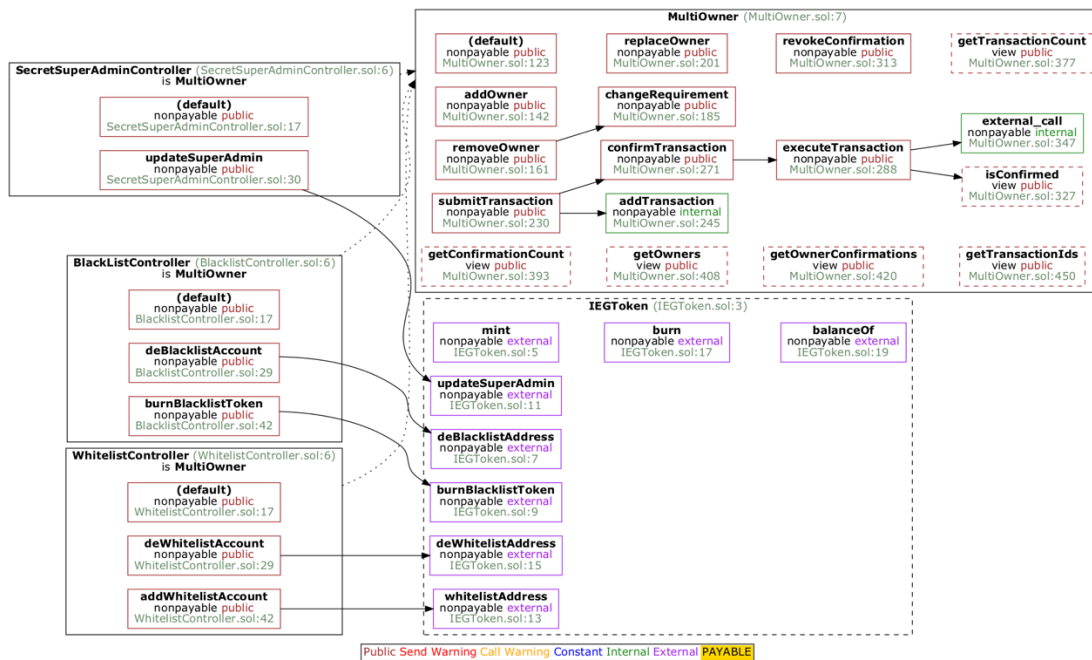 MultiOwner (MultiOwner.sol:7)
(default)
nonpayable public
MultiOwner.sol:123
replaceOwner
nonpayable public
MultiOwner.sol:201
revokeConfirmation
nonpayable public
MultiOwner.sol:313
getTransactionCount
view public
MultiOwner.sol:377
addOwner
nonpayable public
MultiOwner.sol:142
changeRequirement
nonpayable public
MultiOwner.sol:185
removeOwner
nonpayable public
MultiOwner.sol:161
confirmTransaction
nonpayable public
MultiOwner.sol:271
executeTransaction
nonpayable public
MultiOwner.sol:288
external_call
nonpayable internal
MultiOwner.sol:347
isConfirmed
view public
MultiOwner.sol:327
submitTransaction
nonpayable public
MultiOwner.sol:230
addTransaction
nonpayable internal
MultiOwner.sol:245
getConfirmationCount
view public
MultiOwner.sol:393
getOwners
view public
MultiOwner.sol:408
getOwnerConfirmations
view public
MultiOwner.sol:420
getTransactionIds
view public
MultiOwner.sol:450
SecretSuperAdminController (SecretSuperAdminController.sol:6)
is MultiOwner
(default)
nonpayable public
SecretSuperAdminController.sol:17
updateSuperAdmin
nonpayable public
SecretSuperAdminController.sol:30
BlackListController (BlacklistController.sol:6)
is MultiOwner
(default)
nonpayable public
BlacklistController.sol:17
deBlacklistAccount
nonpayable public
BlacklistController.sol:29
burnBlacklistToken
nonpayable public
BlacklistController.sol:42
WhitelistController (WhitelistController.sol:6)
is MultiOwner
(default)
nonpayable public
WhitelistController.sol:17
deWhitelistAccount
nonpayable public
WhitelistController.sol:29
addWhitelistAccount
nonpayable public
WhitelistController.sol:42
IEGToken (IEGToken.sol:3)
mint
nonpayable external
IEGToken.sol:5
burn
nonpayable external
IEGToken.sol:17
balanceOf
nonpayable external
IEGToken.sol:19
updateSuperAdmin
nonpayable external
IEGToken.sol:11
deBlacklistAddress
nonpayable external
IEGToken.sol:7
burnBlacklistToken
nonpayable external
IEGToken.sol:9
deWhitelistAddress
nonpayable external
IEGToken.sol:15
whitelistAddress
nonpayable external
IEGToken.sol:13
Public Send Warning Call Warning Constant Internal External PAYABLE